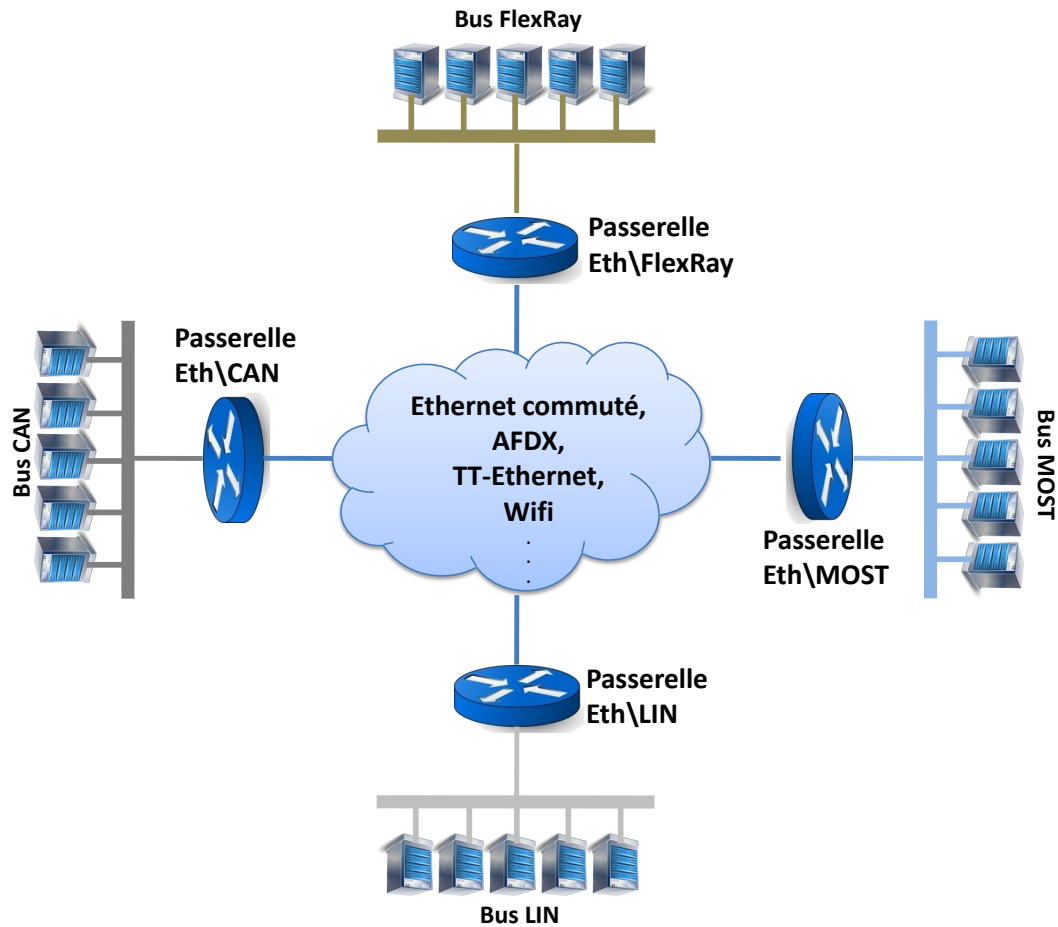 Bus FlexRay
Passerelle
Eth\FlexRay
Passerelle
Eth\CAN
Bus CAN
Ethernet commuté,
AFDX,
TT-Ethernet,
Wifi
.
.
.
Bus MOST
Passerelle
Eth\MOST
Passerelle
Eth\LIN
Bus LIN